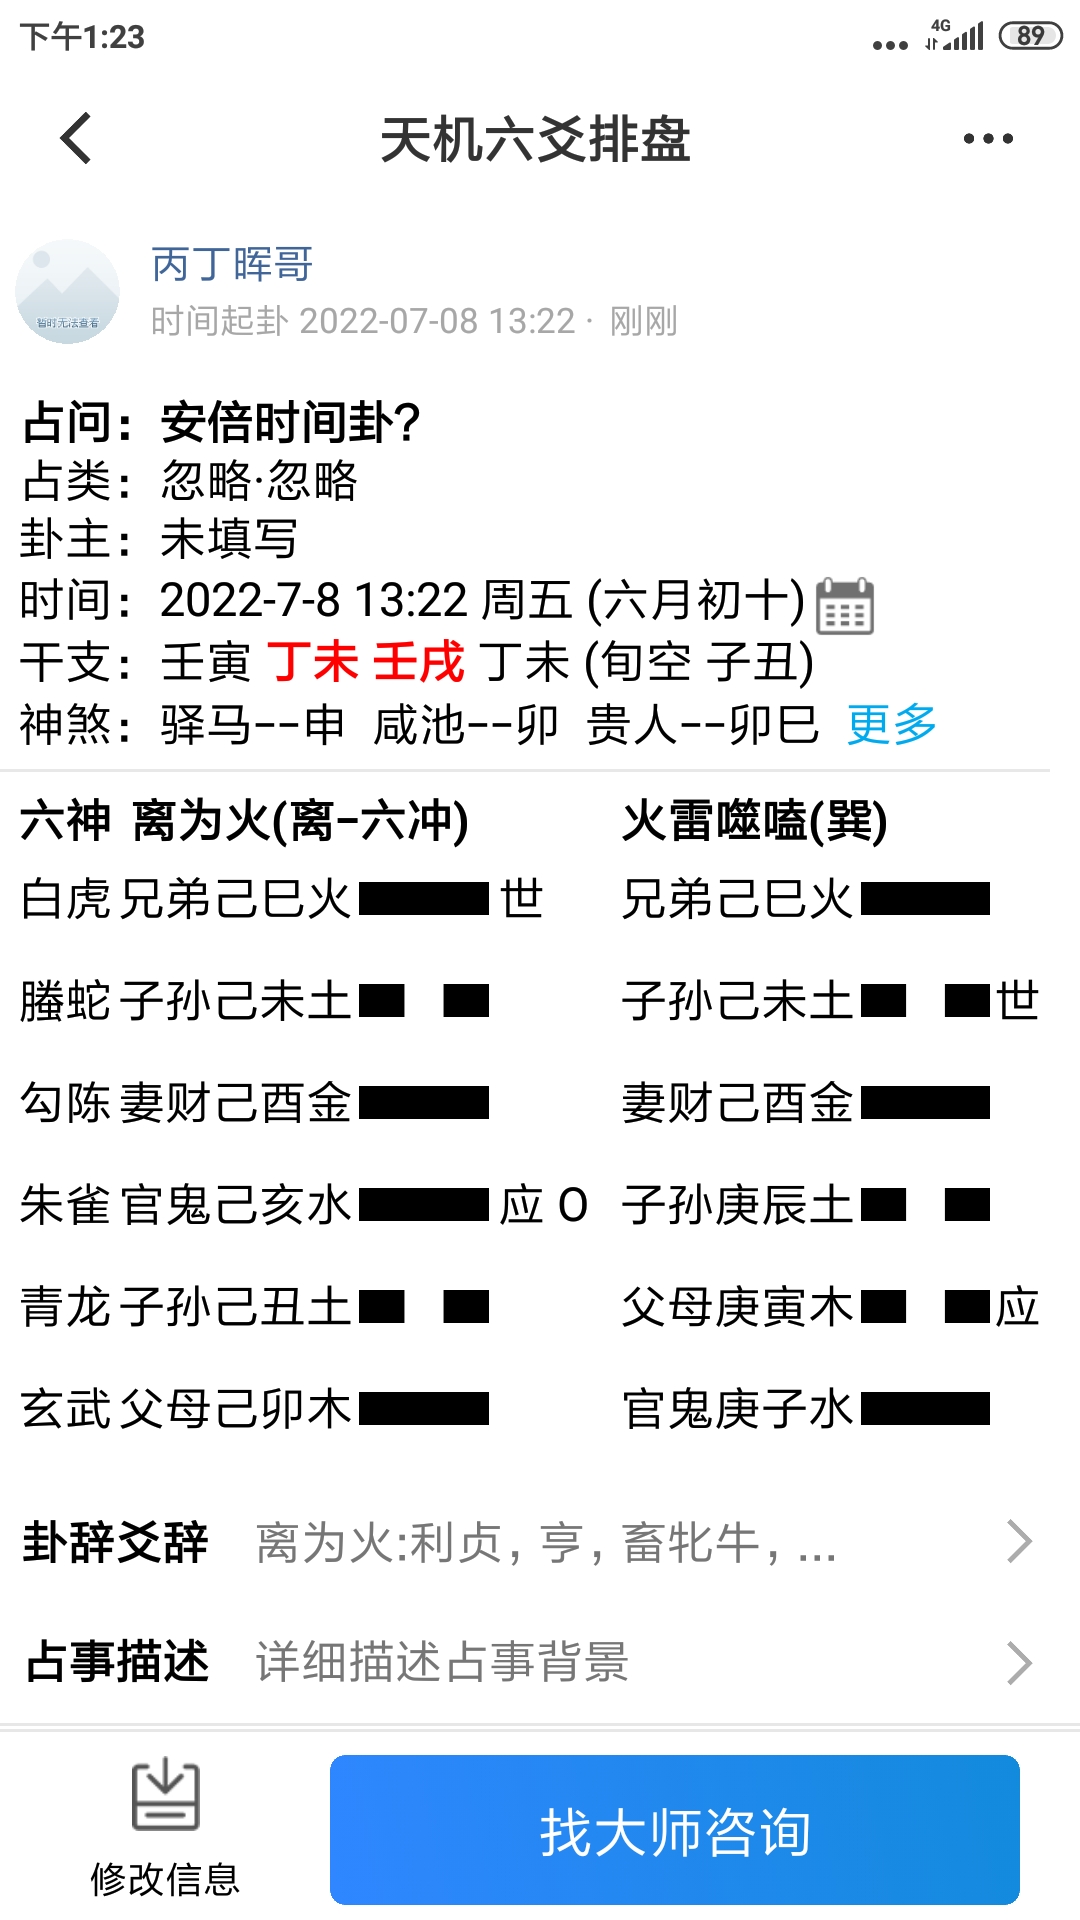 下午1:23
4G
89
天机六爻排盘
丙丁晖哥
暂时无法查看
时间起卦 2022-07-08 13:22 · 刚刚
占问：安倍时间卦?
占类：忽略·忽略
卦主：未填写
时间：2022-7-8 13:22 周五 (六月初十)
干支：壬寅 丁未 壬戌 丁未 (旬空 子丑)
神煞：驿马--申 咸池--卯 贵人--卯巳 更多
六神 离为火(离-六冲) 火雷噬嗑(巽)
白虎 兄弟己巳火 世 兄弟己巳火
螣蛇 子孙己未土 子孙己未土 世
勾陈 妻财己酉金 妻财己酉金
朱雀 官鬼己亥水 应 O 子孙庚辰土
青龙 子孙己丑土 父母庚寅木 应
玄武 父母己卯木 官鬼庚子水
卦辞爻辞 离为火:利贞，亨，畜牝牛，...
占事描述 详细描述占事背景
修改信息
找大师咨询